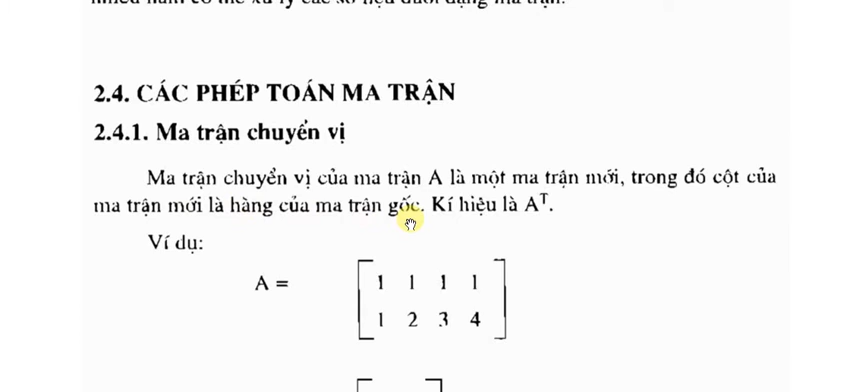 2.4. CÁC PHÉP TOÁN MA TRẬN
2.4.1. Ma trận chuyển vị
Ma trận chuyển vị của ma trận A là một ma trận mới, trong đó cột của
ma trận mới là hàng của ma trận gốc. Kí hiệu là Aᵀ.
Ví dụ:
A =
1 1 1 1
1 2 3 4